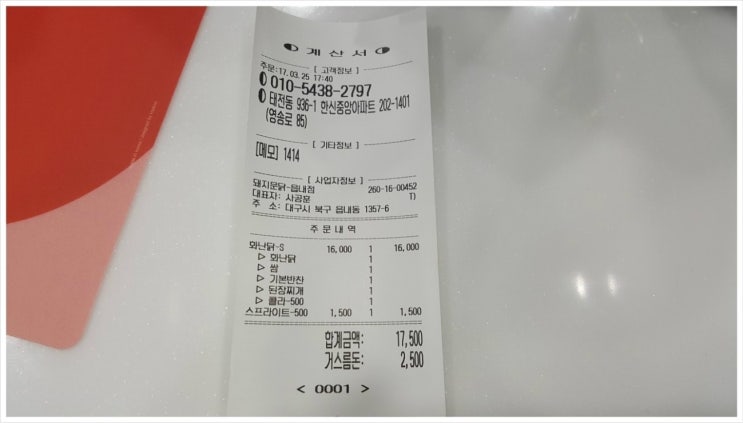 계 산 서
[ 고객정보 ]
주문:17.03.25 17:40
010-5438-2797
태전동 936-1 한신중앙아파트 202-1401
(영송로 85)
[ 기타정보 ]
[메모] 1414
[ 사업자정보 ]
돼지문닭-읍내점 260-16-00452
대표자: 사공훈 T)
주 소: 대구시 북구 읍내동 1357-6
주 문 내 역
화난닭-S 16,000 1 16,000
▷ 화난닭 1
▷ 쌈 1
▷ 기본반찬 1
▷ 된장찌개 1
▷ 콜라-500 1
스프라이트-500 1,500 1 1,500
합계금액: 17,500
거스름돈: 2,500
< 0001 >